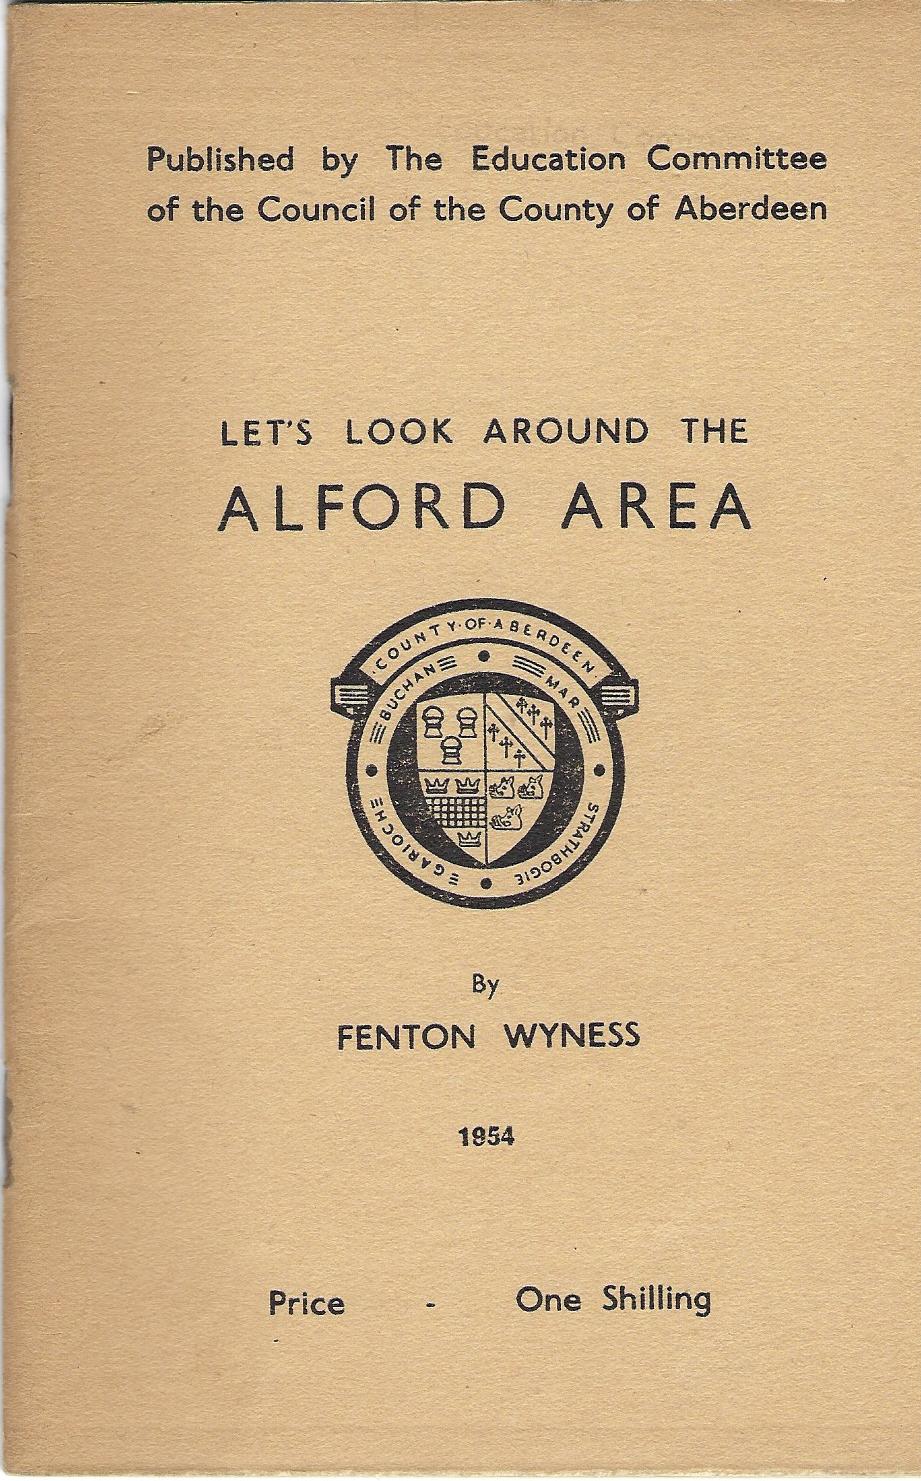 Published by The Education Committee
of the Council of the County of Aberdeen
LET'S LOOK AROUND THE
ALFORD AREA
·COUNTY·OF·ABERDEEN·
BUCHAN
MAR
GARIOCHE
STRATHBOGIE
By
FENTON WYNESS
1954
Price - One Shilling